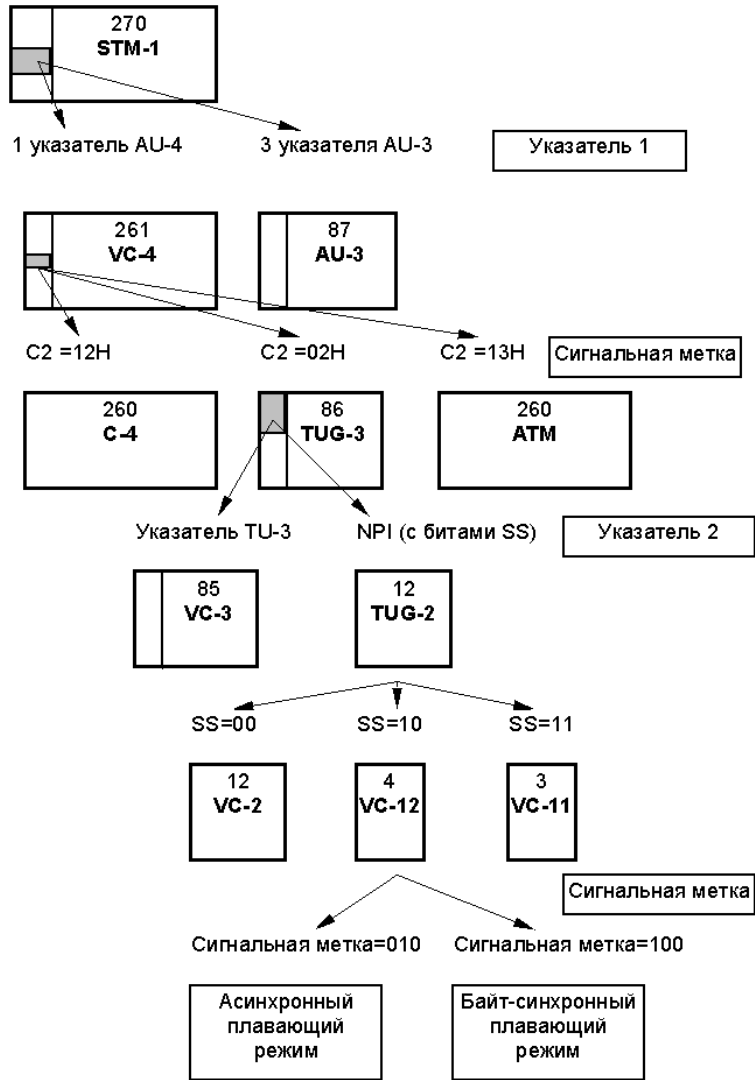 270
STM-1
1 указатель AU-4
3 указателя AU-3
Указатель 1
261
VC-4
87
AU-3
C2 =12H
C2 =02H
C2 =13H
Сигнальная метка
260
C-4
86
TUG-3
260
ATM
Указатель TU-3
NPI (с битами SS)
Указатель 2
85
VC-3
12
TUG-2
SS=00
SS=10
SS=11
12
VC-2
4
VC-12
3
VC-11
Сигнальная метка
Сигнальная метка=010
Сигнальная метка=100
Асинхронный
плавающий
режим
Байт-синхронный
плавающий
режим